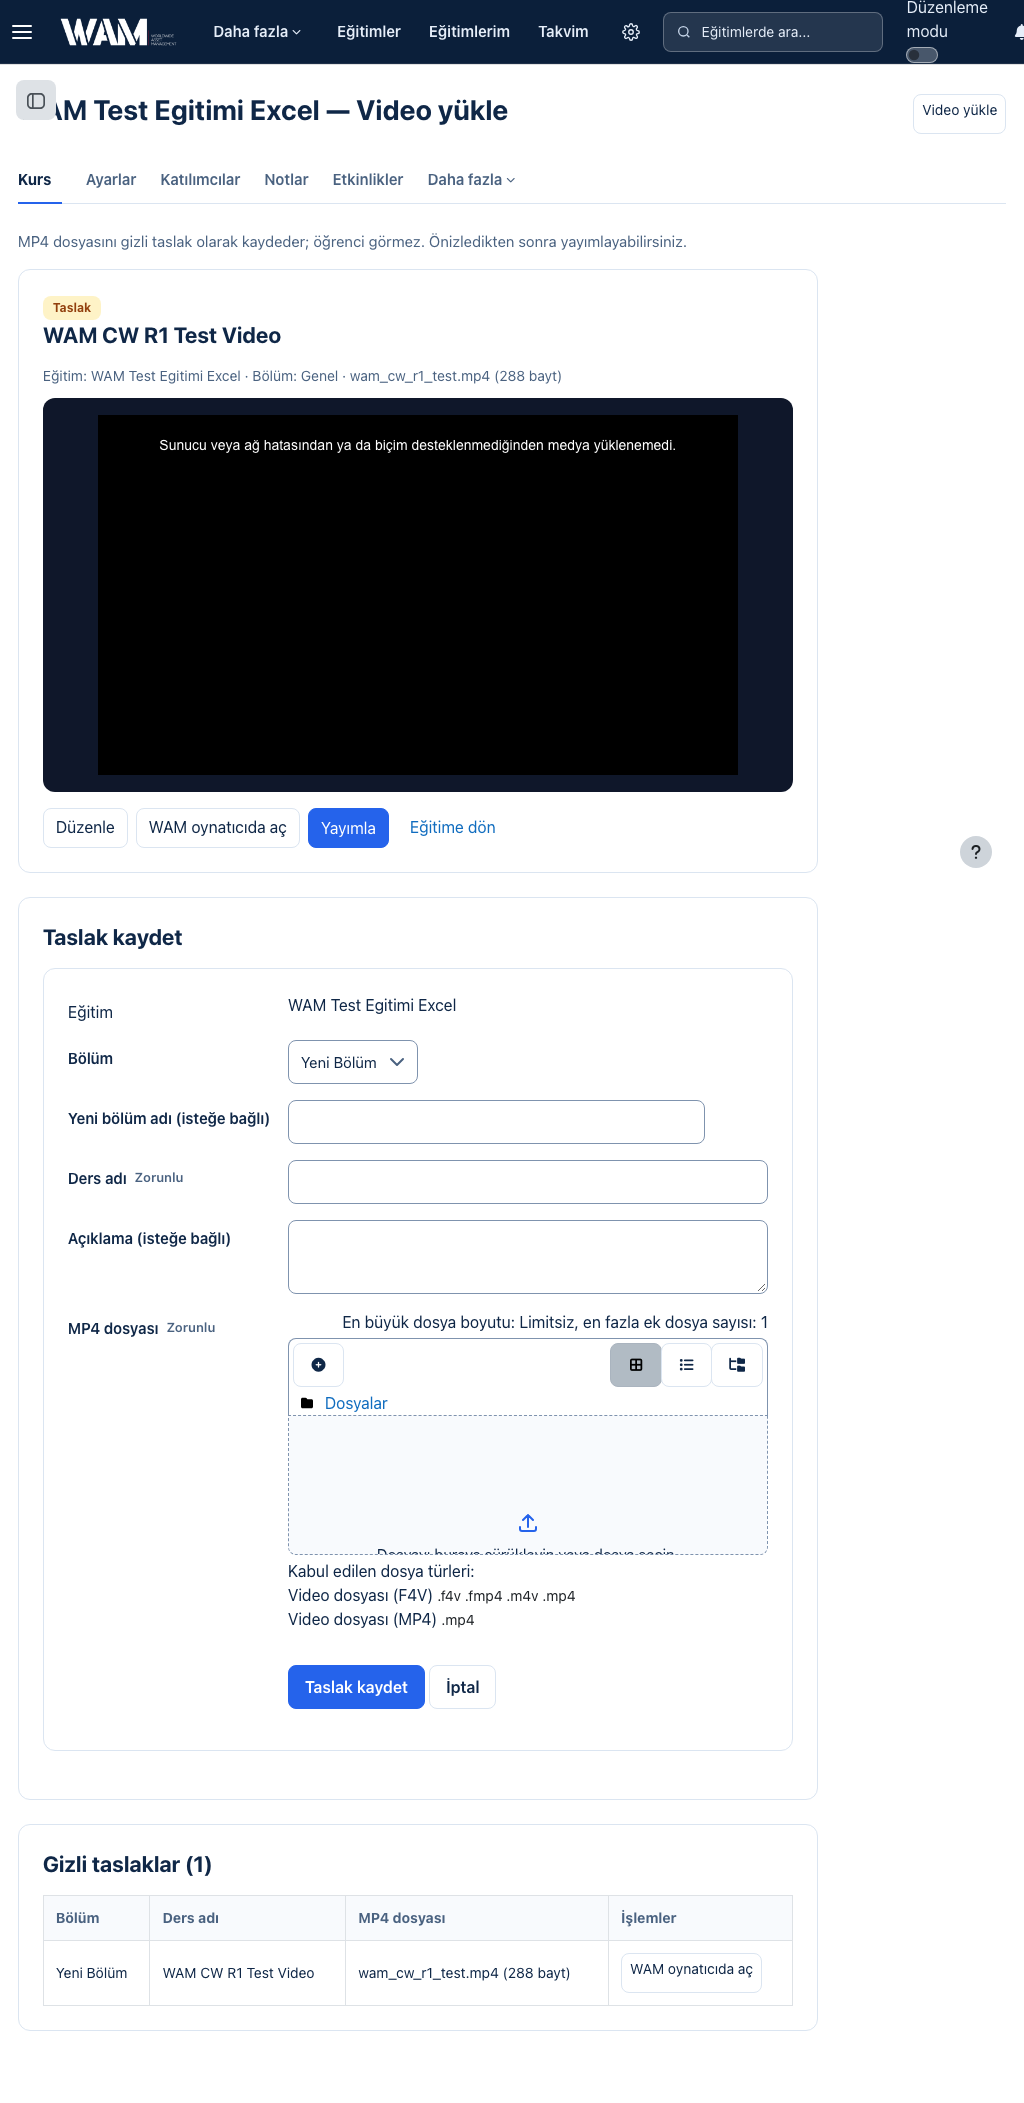 WAM
Daha fazla
Eğitimler
Eğitimlerim
Takvim
Eğitimlerde ara...
Düzenleme
modu
AM Test Egitimi Excel — Video yükle
Video yükle
Kurs
Ayarlar
Katılımcılar
Notlar
Etkinlikler
Daha fazla
MP4 dosyasını gizli taslak olarak kaydeder; öğrenci görmez. Önizledikten sonra yayımlayabilirsiniz.
Taslak
WAM CW R1 Test Video
Eğitim: WAM Test Egitimi Excel · Bölüm: Genel · wam_cw_r1_test.mp4 (288 bayt)
Sunucu veya ağ hatasından ya da biçim desteklenmediğinden medya yüklenemedi.
Düzenle
WAM oynatıcıda aç
Yayımla
Eğitime dön
?
Taslak kaydet
Eğitim
WAM Test Egitimi Excel
Bölüm
Yeni Bölüm
Yeni bölüm adı (isteğe bağlı)
Ders adı Zorunlu
Açıklama (isteğe bağlı)
MP4 dosyası Zorunlu
En büyük dosya boyutu: Limitsiz, en fazla ek dosya sayısı: 1
Dosyalar
Dosyayı buraya sürükleyin veya dosya seçin
Kabul edilen dosya türleri:
Video dosyası (F4V) .f4v .fmp4 .m4v .mp4
Video dosyası (MP4) .mp4
Taslak kaydet
İptal
Gizli taslaklar (1)
Bölüm
Ders adı
MP4 dosyası
İşlemler
Yeni Bölüm
WAM CW R1 Test Video
wam_cw_r1_test.mp4 (288 bayt)
WAM oynatıcıda aç